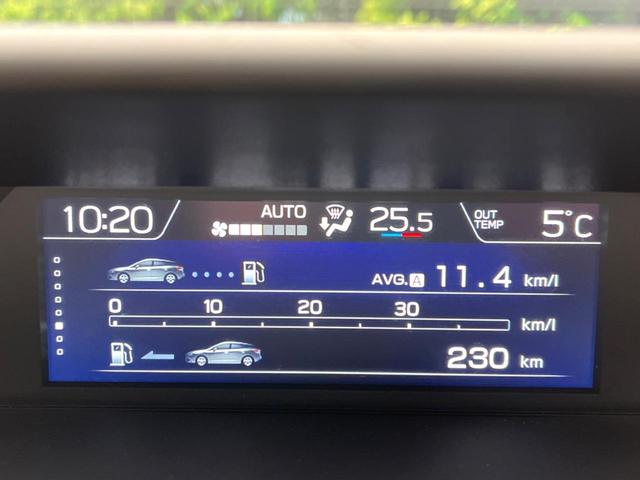 10:20 AUTO 25.5 OUT TEMP 5°C
AVG. A 11.4 km/l
0 10 20 30 km/l
230 km